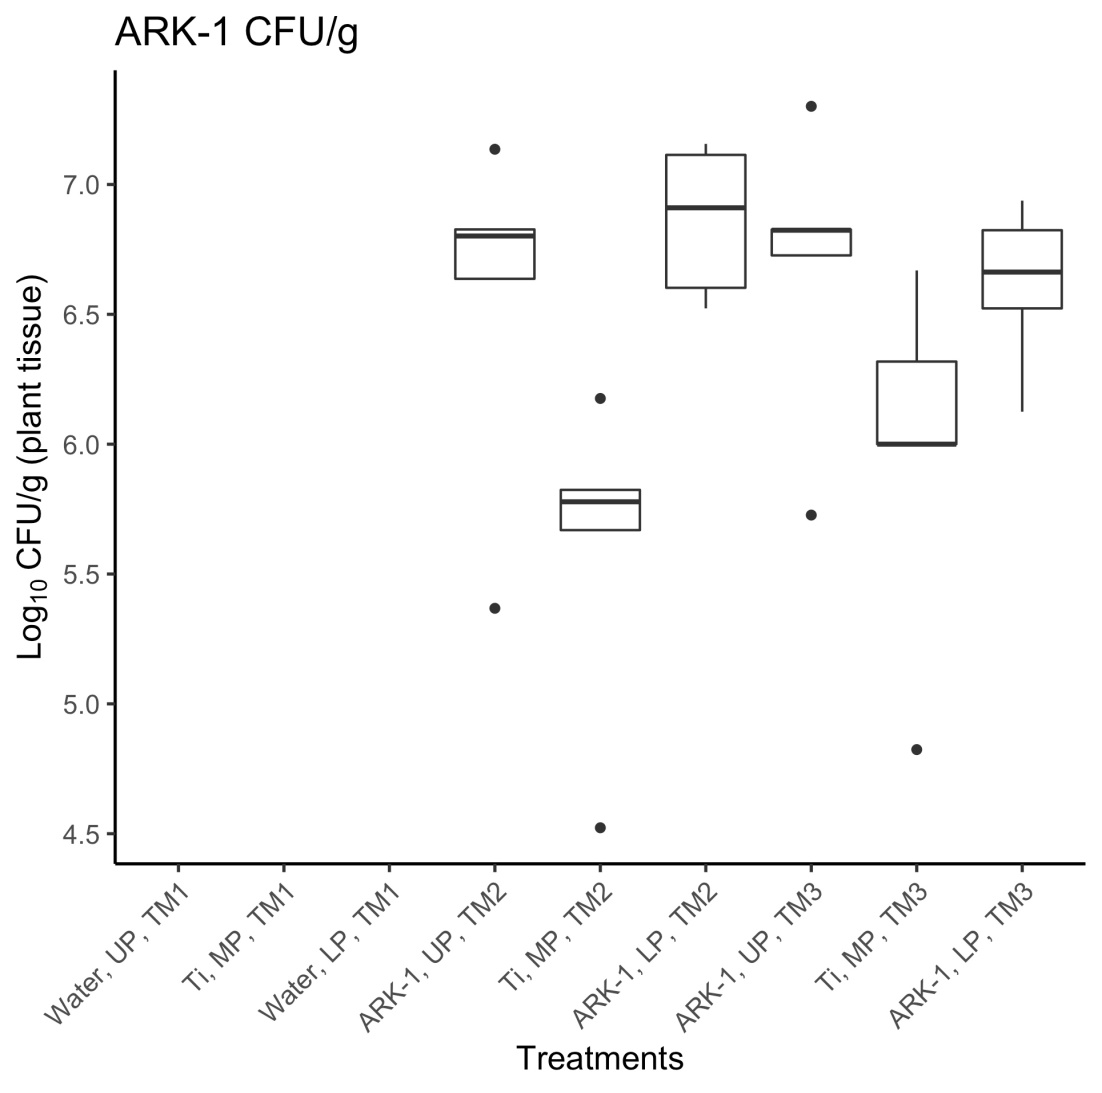 ARK-1 CFU/g
Log10 CFU/g (plant tissue)
7.0
6.5
6.0
5.5
5.0
4.5
Water, UP, TM1
Ti, MP, TM1
Water, LP, TM1
ARK-1, UP, TM2
Ti, MP, TM2
ARK-1, LP, TM2
ARK-1, UP, TM3
Ti, MP, TM3
ARK-1, LP, TM3
Treatments